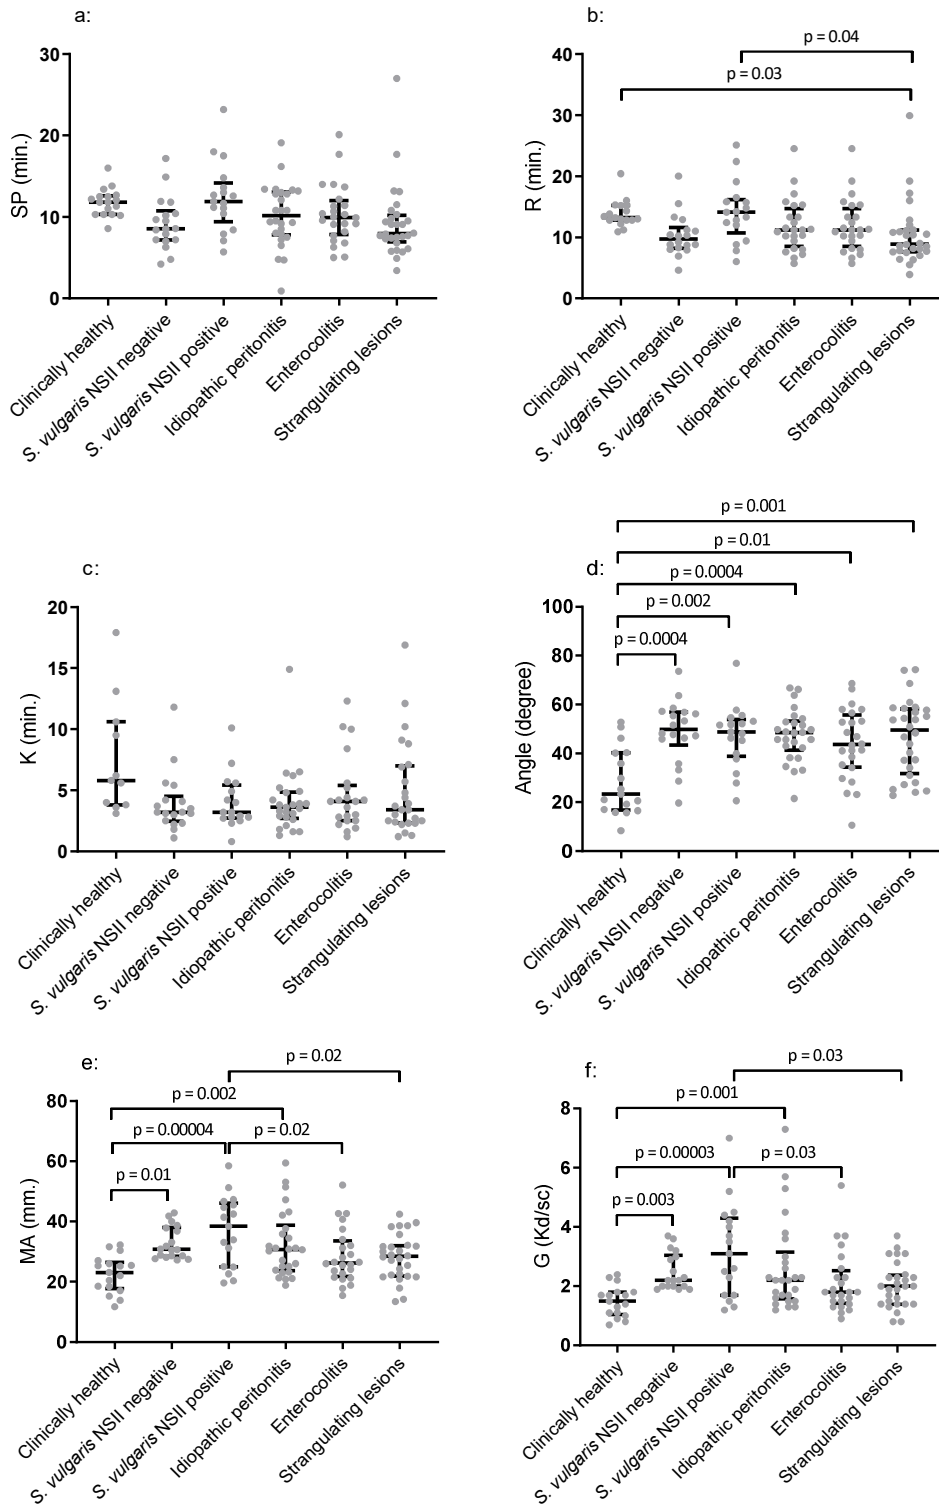 a:
SP (min.)
30
20
10
0
Clinically healthy
S. vulgaris NSII negative
S. vulgaris NSII positive
Idiopathic peritonitis
Enterocolitis
Strangulating lesions
b:
p = 0.04
p = 0.03
R (min.)
40
30
20
10
0
Clinically healthy
S. vulgaris NSII negative
S. vulgaris NSII positive
Idiopathic peritonitis
Enterocolitis
Strangulating lesions
c:
K (min.)
20
15
10
5
0
Clinically healthy
S. vulgaris NSII negative
S. vulgaris NSII positive
Idiopathic peritonitis
Enterocolitis
Strangulating lesions
d:
p = 0.001
p = 0.01
p = 0.0004
p = 0.002
p = 0.0004
Angle (degree)
100
80
60
40
20
0
Clinically healthy
S. vulgaris NSII negative
S. vulgaris NSII positive
Idiopathic peritonitis
Enterocolitis
Strangulating lesions
e:
p = 0.02
p = 0.002
p = 0.00004
p = 0.02
p = 0.01
MA (mm.)
80
60
40
20
0
Clinically healthy
S. vulgaris NSII negative
S. vulgaris NSII positive
Idiopathic peritonitis
Enterocolitis
Strangulating lesions
f:
p = 0.03
p = 0.001
p = 0.00003
p = 0.03
p = 0.003
G (Kd/sc)
8
6
4
2
0
Clinically healthy
S. vulgaris NSII negative
S. vulgaris NSII positive
Idiopathic peritonitis
Enterocolitis
Strangulating lesions